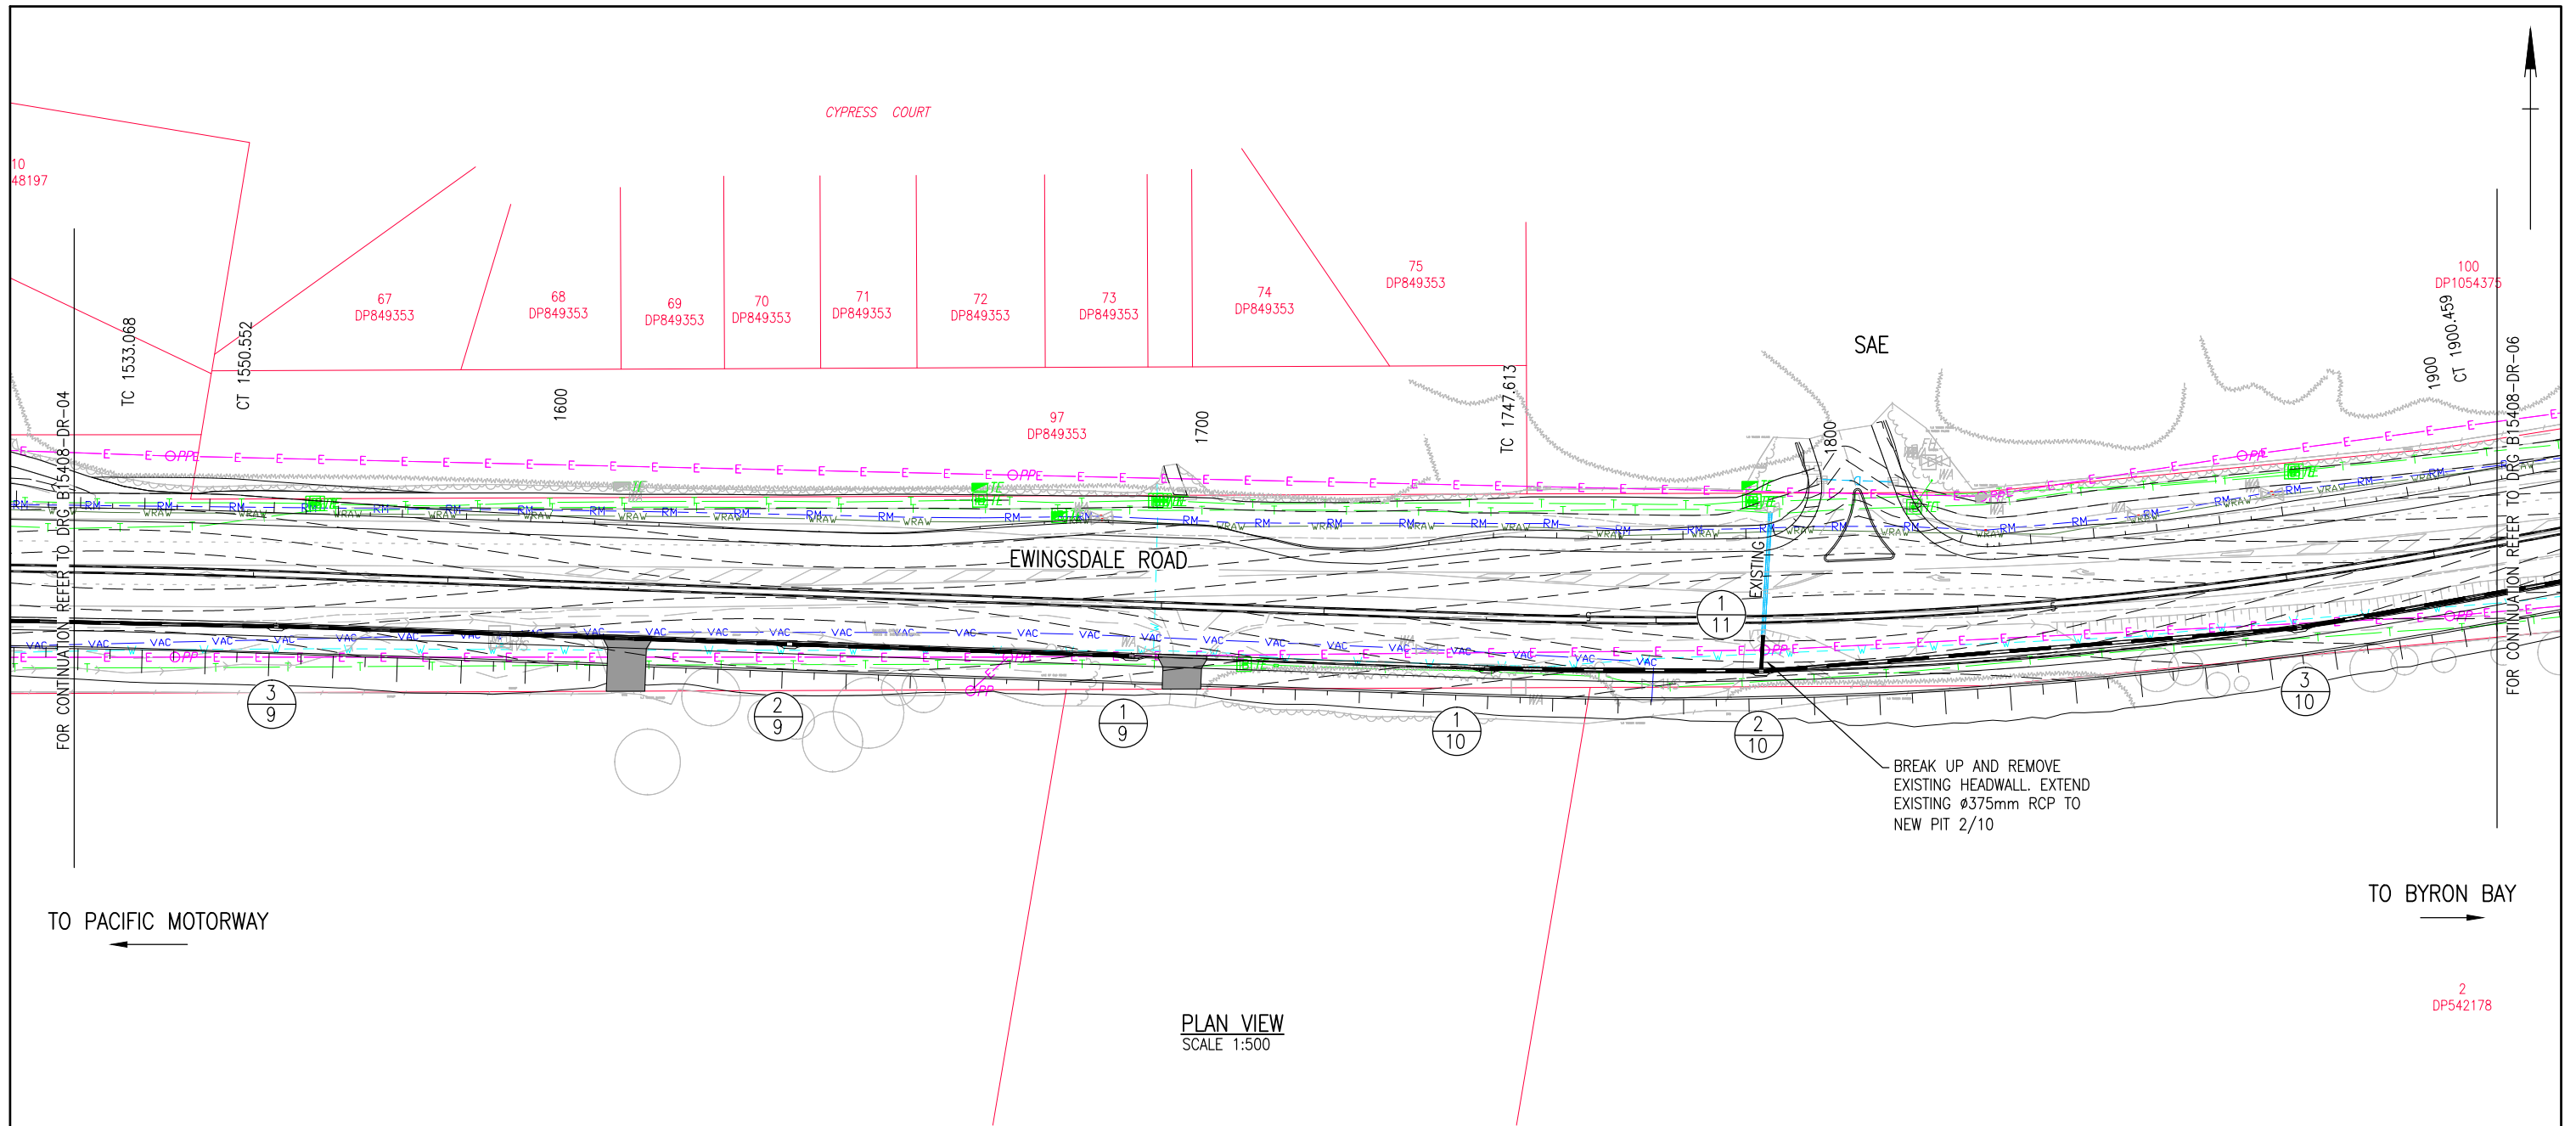 CYPRESS COURT
10
48197
67
DP849353
68
DP849353
69
DP849353
70
DP849353
71
DP849353
72
DP849353
73
DP849353
74
DP849353
75
DP849353
100
DP1054375
97
DP849353
SAE
FOR CONTINUATION REFER TO DRG B15408-DR-04
TC 1533.068
CT 1550.552
1600
1700
TC 1747.613
1800
1900
CT 1900.459
FOR CONTINUATION REFER TO DRG B15408-DR-06
EWINGSDALE ROAD
EXISTING
1
11
3
9
2
9
1
9
1
10
2
10
3
10
BREAK UP AND REMOVE
EXISTING HEADWALL. EXTEND
EXISTING Ø375mm RCP TO
NEW PIT 2/10
TO PACIFIC MOTORWAY
TO BYRON BAY
2
DP542178
PLAN VIEW
SCALE 1:500